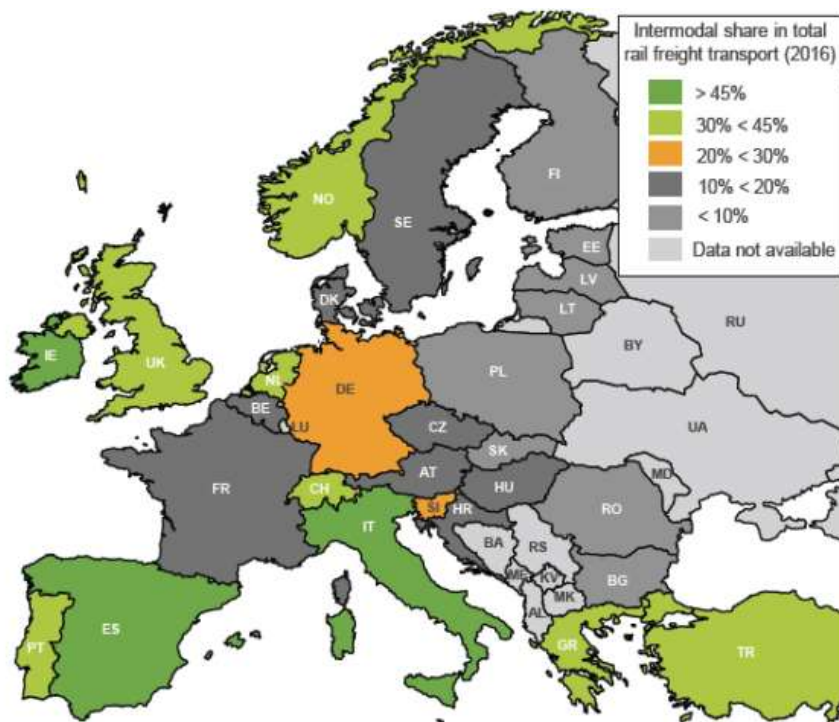 Intermodal share in total
rail freight transport (2016)
> 45%
30% < 45%
20% < 30%
10% < 20%
< 10%
Data not available
NO
FI
SE
EE
LV
LT
DK
RU
BY
IE
UK
NL
DE
PL
BE
LU
CZ
UA
SK
FR
AT
HU
MD
CH
SI
HR
RO
IT
BA
RS
ME
KV
BG
MK
AL
ES
PT
GR
TR